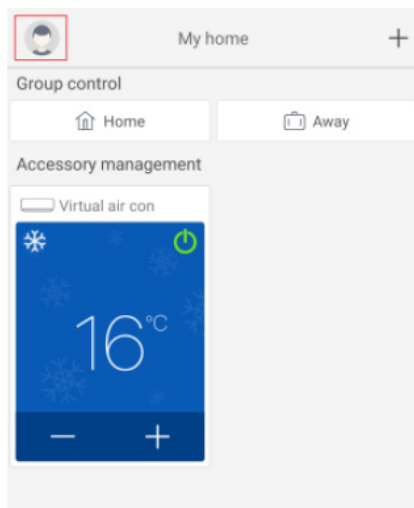 My home
Group control
Home
Away
Accessory management
Virtual air con
16°C